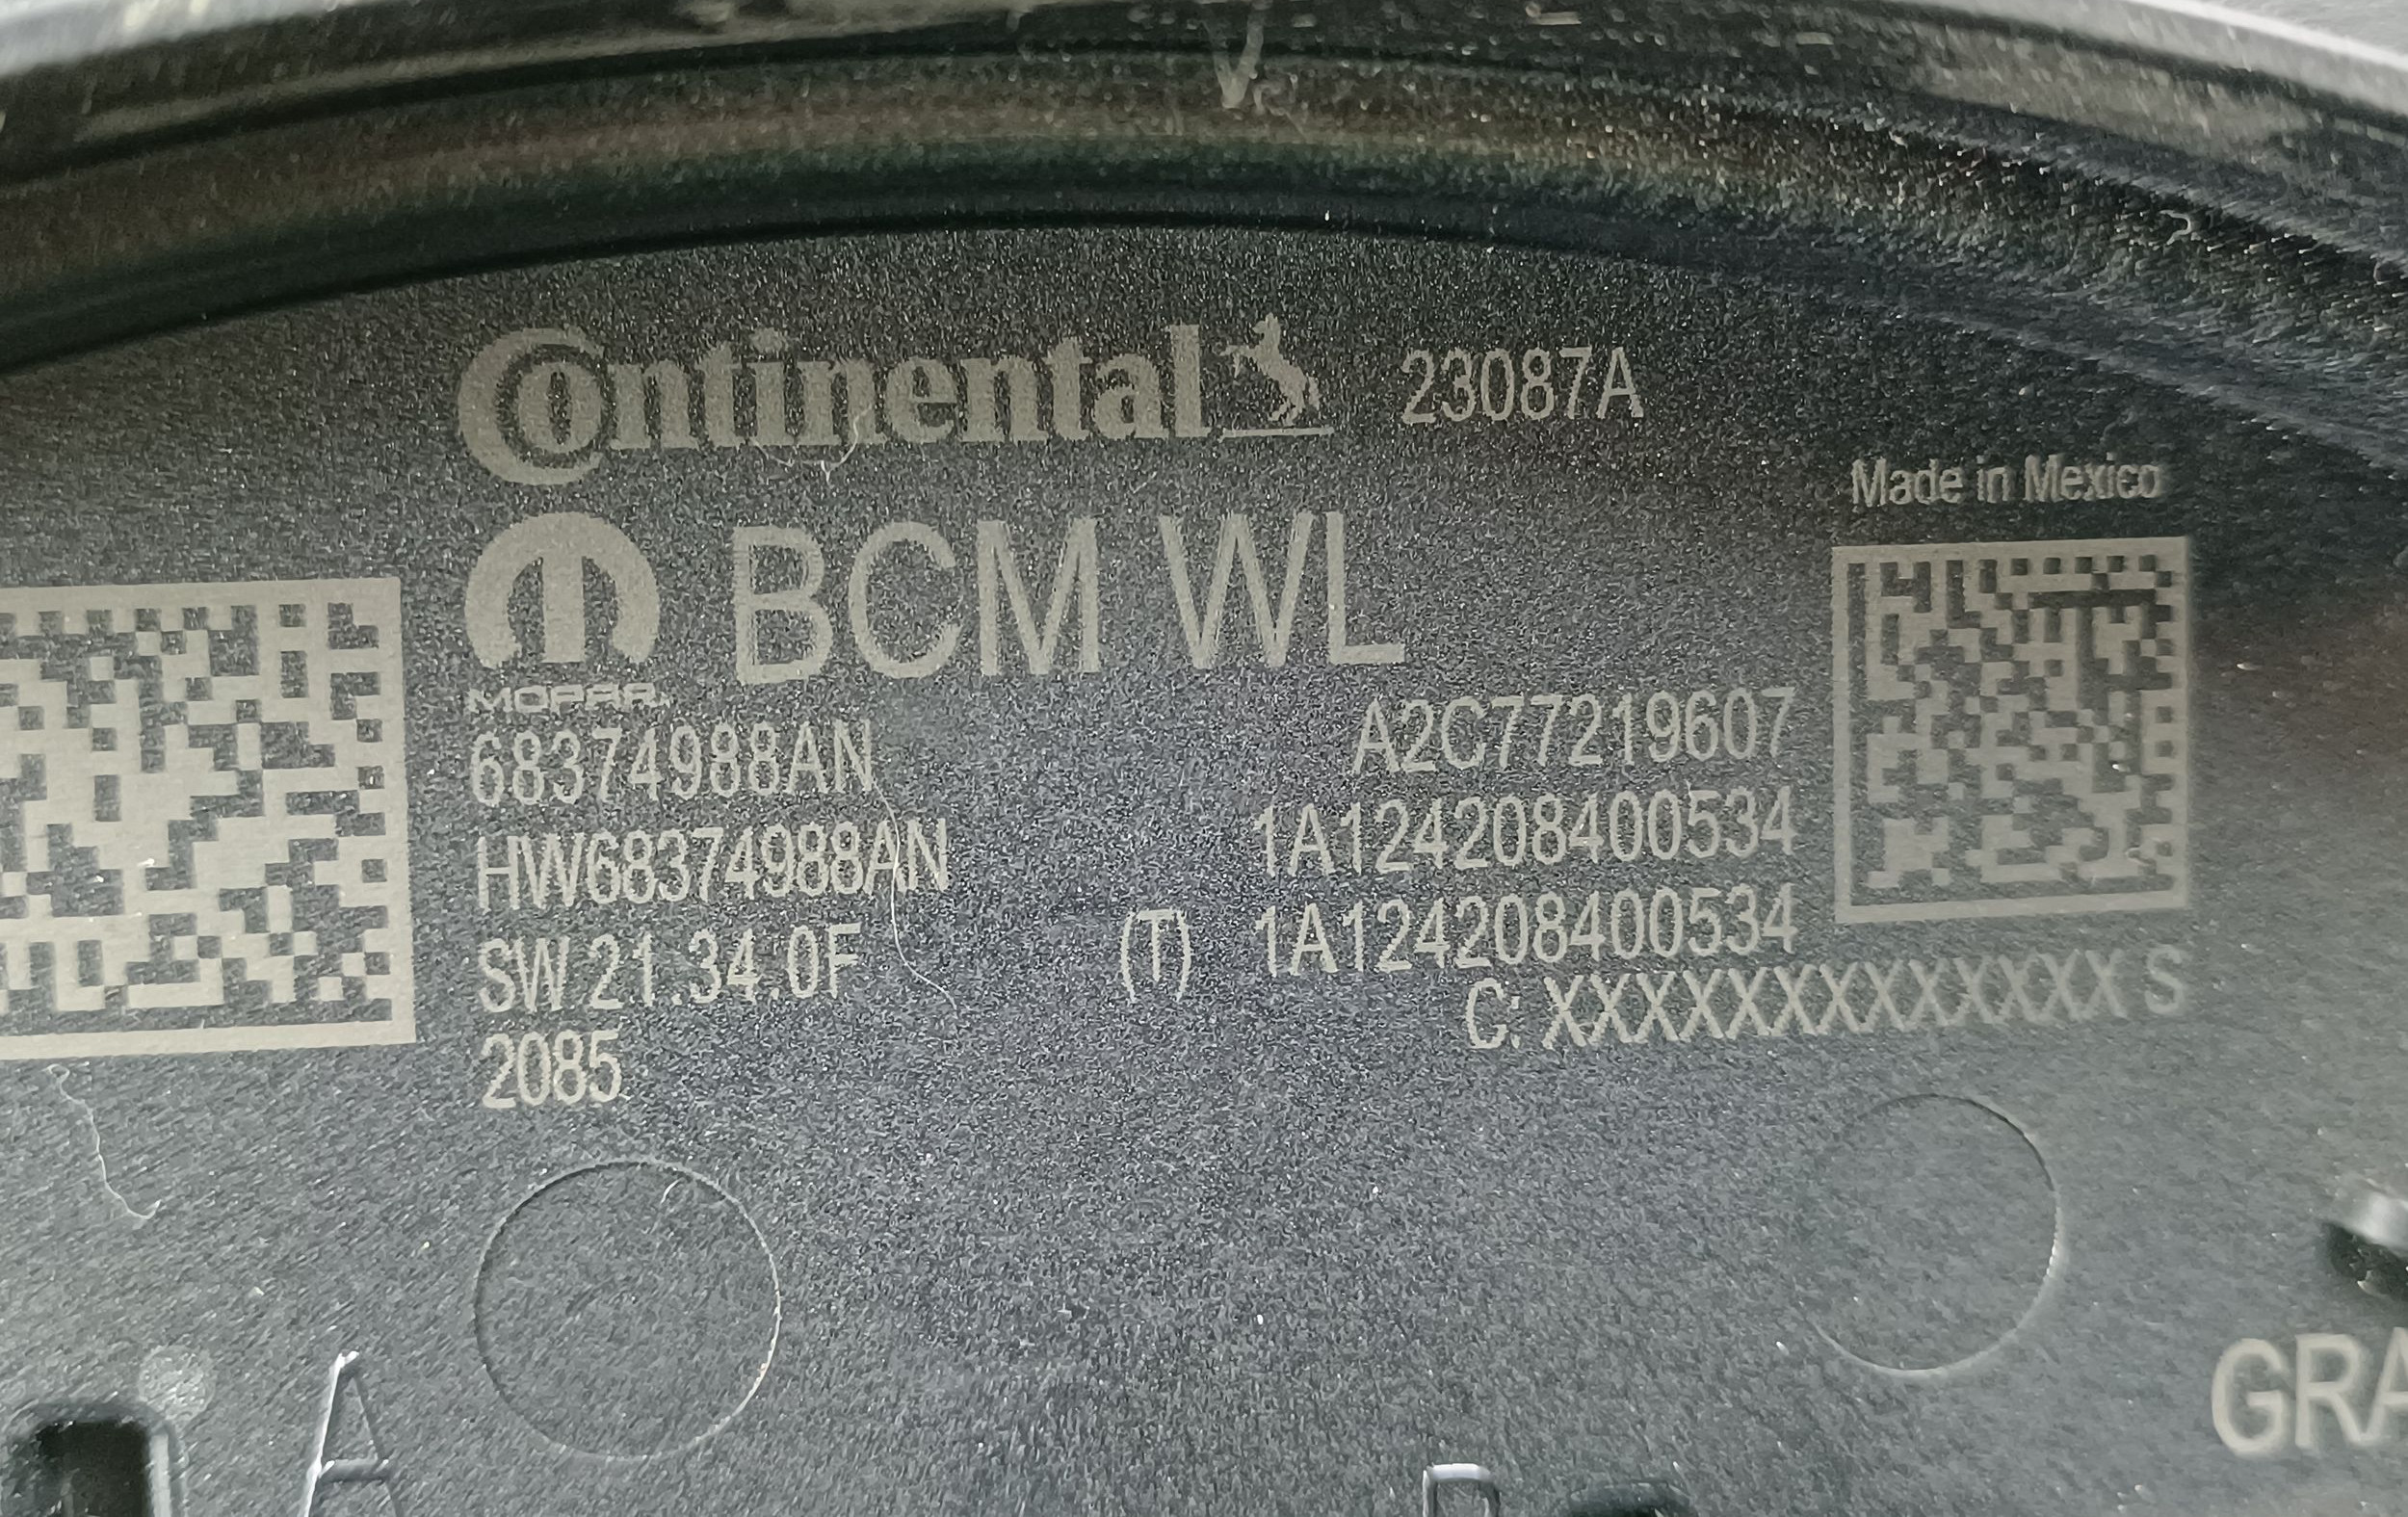 Continental 23087A
Made in Mexico
BCM WL
MOPAR
68374988AN
A2C77219607
HW68374988AN
1A124208400534
SW 21.34.0F
(T) 1A124208400534
2085
C: XXXXXXXXXXXXX S
A
GRA